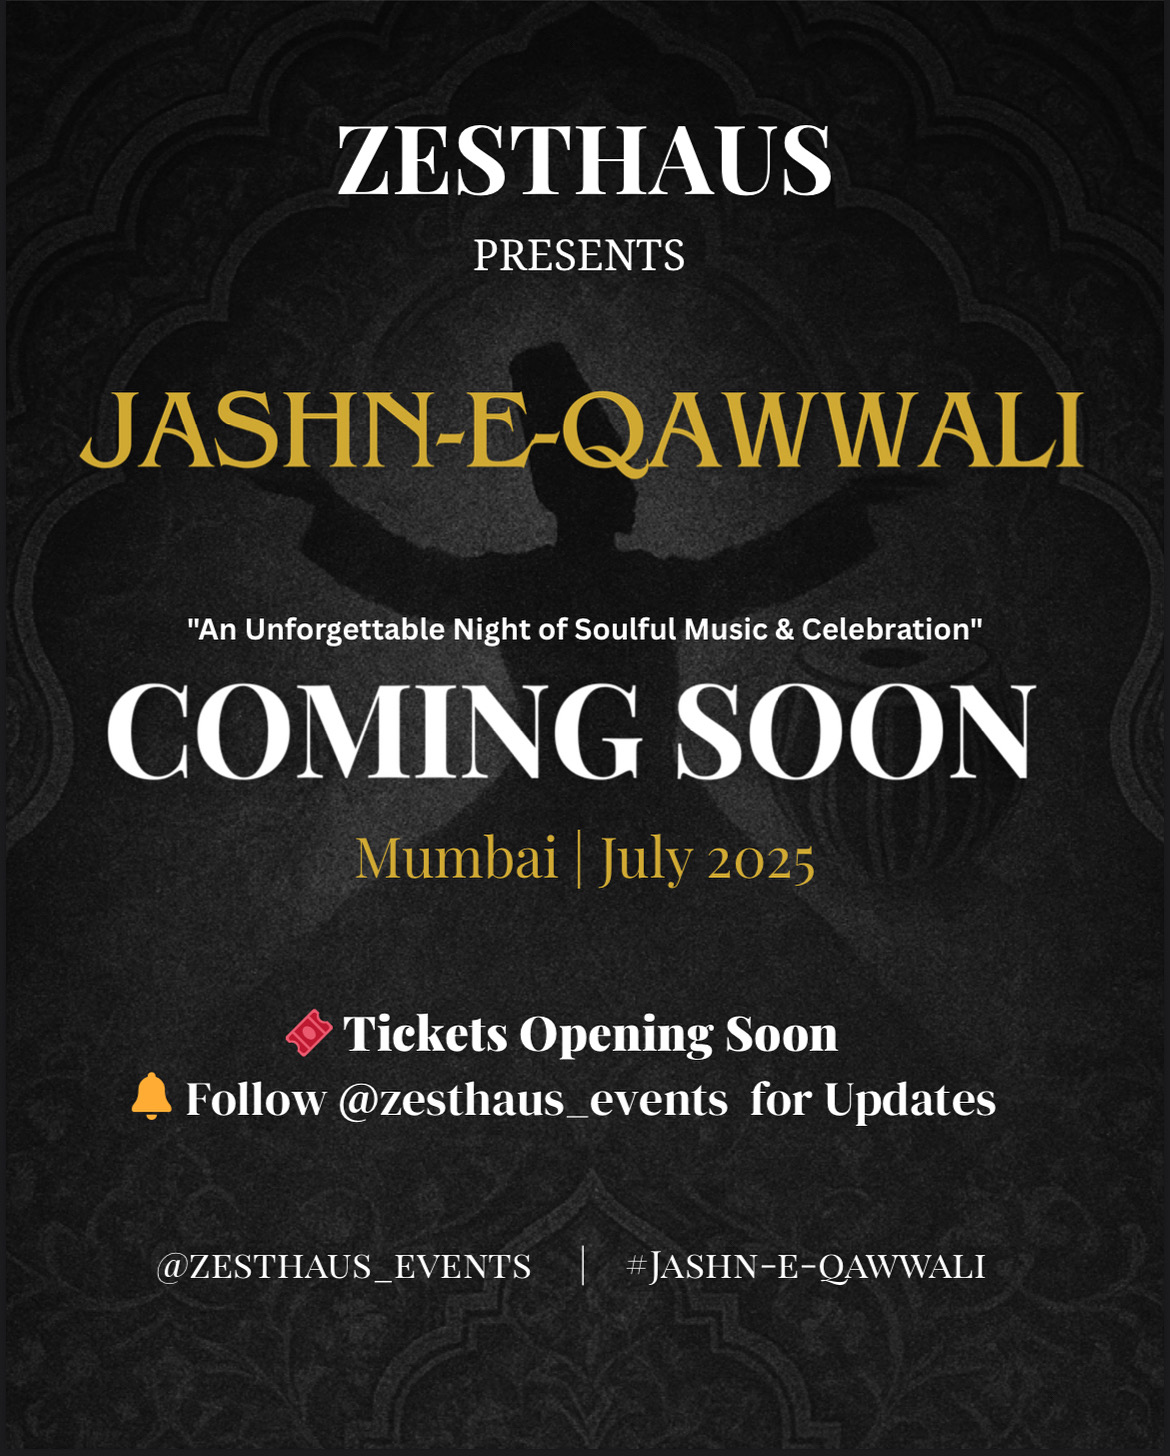 ZESTHAUS
PRESENTS
JASHN-E-QAWWALI
"An Unforgettable Night of Soulful Music & Celebration"
COMING SOON
Mumbai | July 2025
🎟️ Tickets Opening Soon
🔔 Follow @zesthaus_events for Updates
@ZESTHAUS_EVENTS | #JASHN-E-QAWWALI